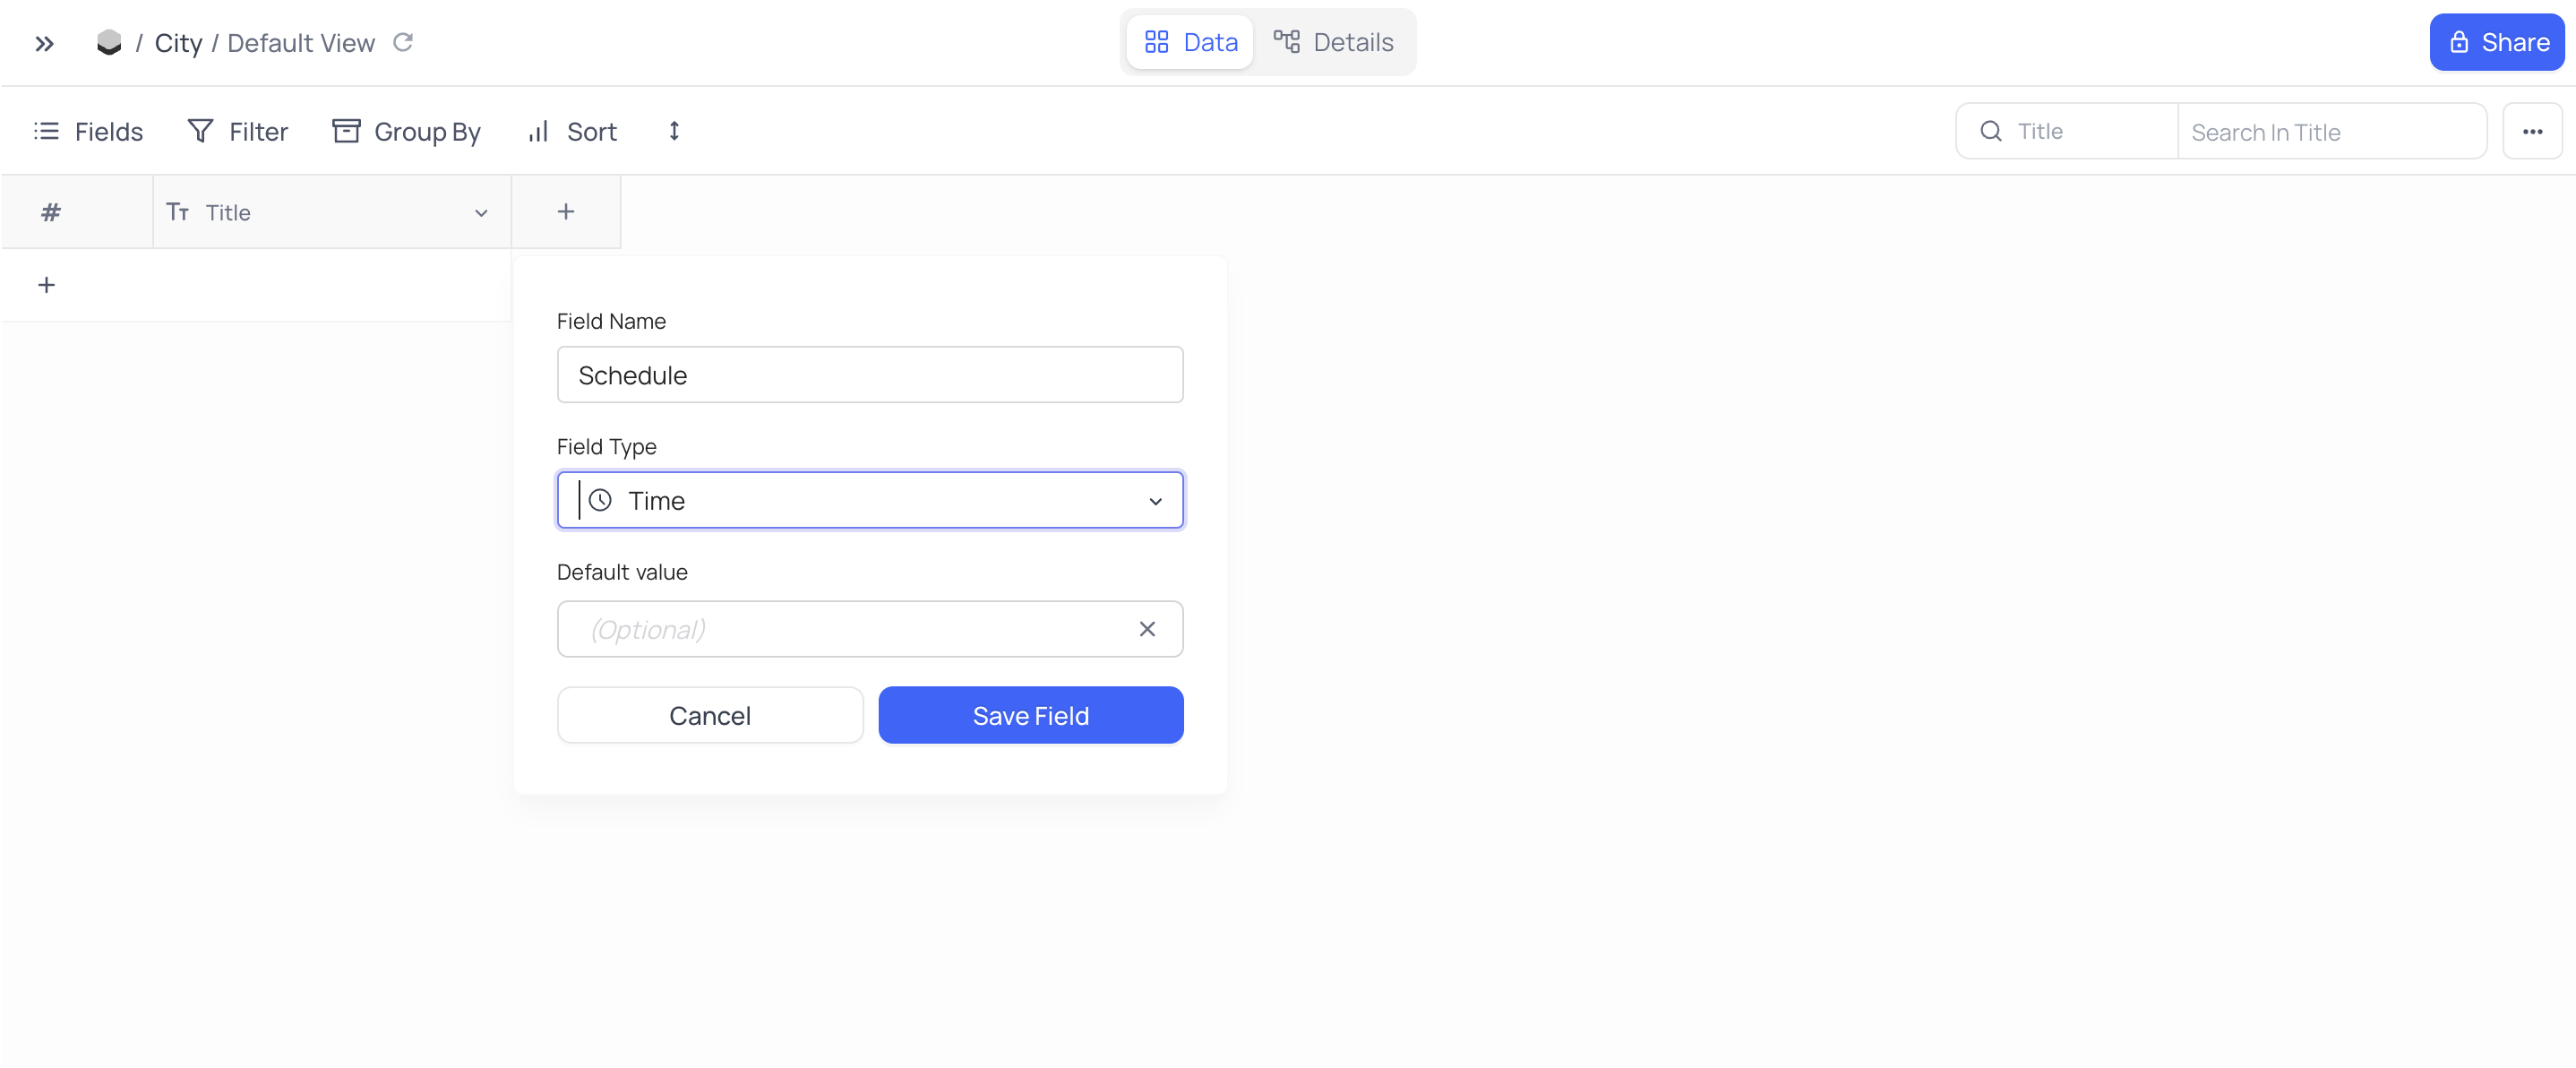 / City / Default View
Data
Details
Share
Fields
Filter
Group By
Sort
Title
Search In Title
# Tт Title
Field Name
Schedule
Field Type
Time
Default value
(Optional)
Cancel
Save Field